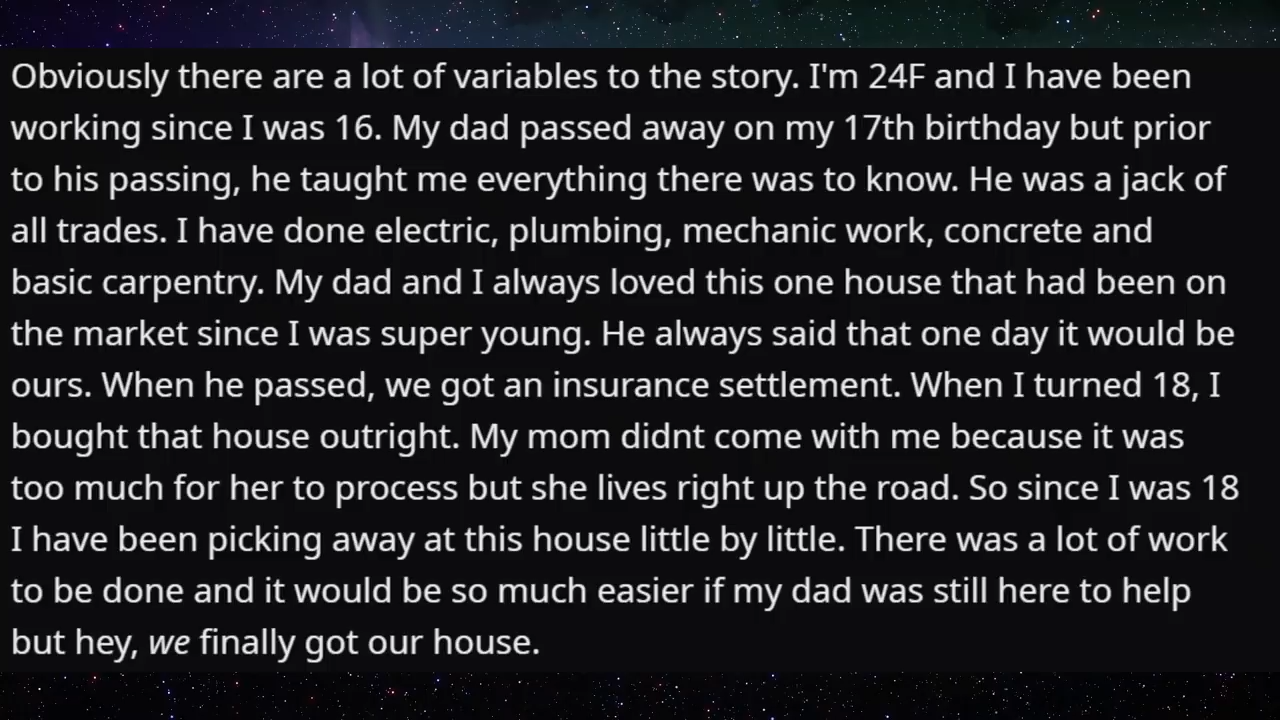 Obviously there are a lot of variables to the story. I'm 24F and I have been
working since I was 16. My dad passed away on my 17th birthday but prior
to his passing, he taught me everything there was to know. He was a jack of
all trades. I have done electric, plumbing, mechanic work, concrete and
basic carpentry. My dad and I always loved this one house that had been on
the market since I was super young. He always said that one day it would be
ours. When he passed, we got an insurance settlement. When I turned 18, I
bought that house outright. My mom didnt come with me because it was
too much for her to process but she lives right up the road. So since I was 18
I have been picking away at this house little by little. There was a lot of work
to be done and it would be so much easier if my dad was still here to help
but hey, we finally got our house.